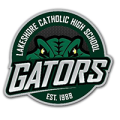 LAKESHORE CATHOLIC HIGH SCHOOL
GATORS
EST. 1988